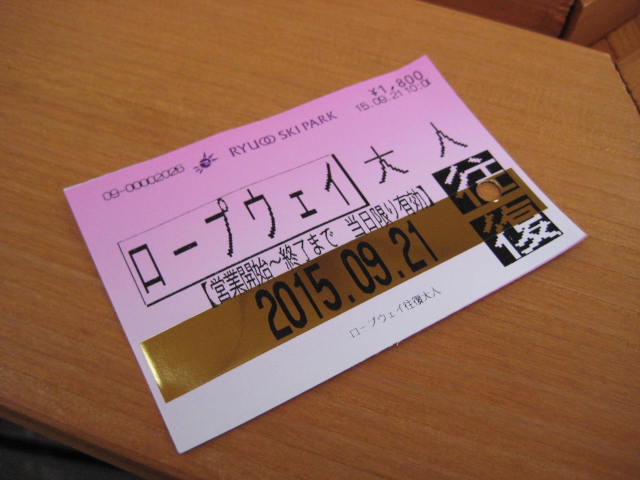 ¥1,800
15.09.21 10:0
09-00002026
RYUOO SKI PARK
ロープウェイ 大人
往復
【営業開始～終了まで 当日限り有効】
2015.09.21
ロープウェイ往復大人